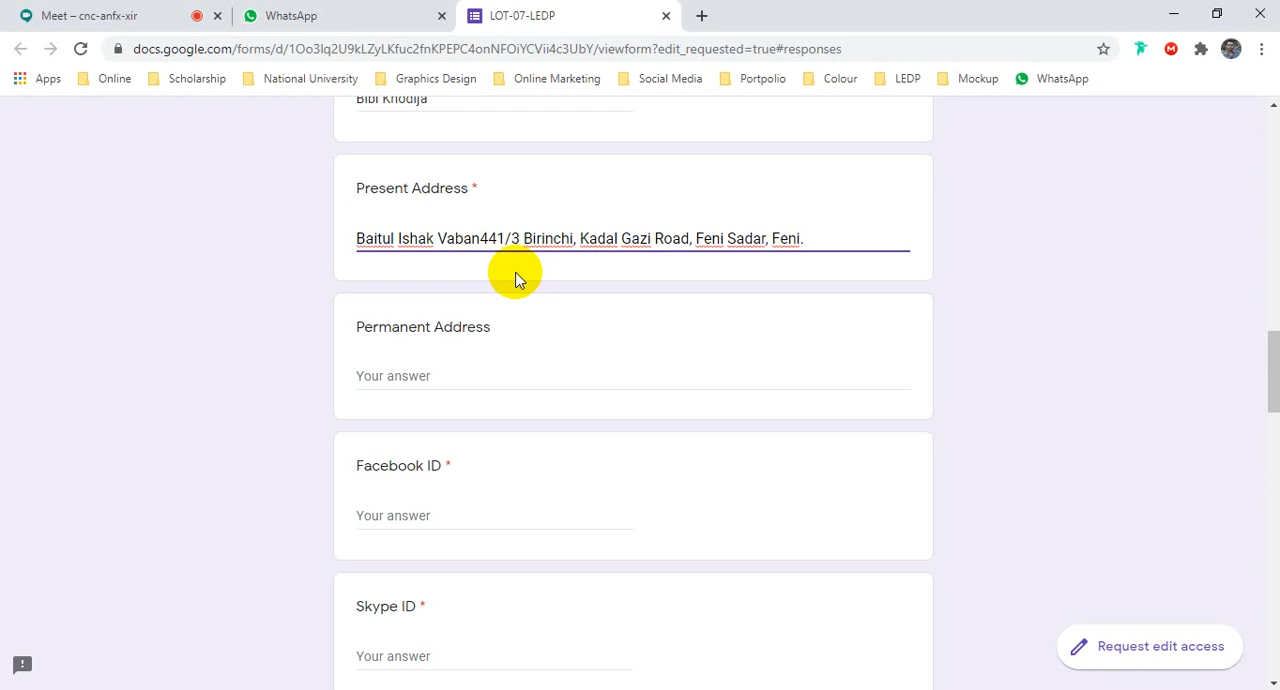 Meet – cnc-anfx-xir
WhatsApp
LOT-07-LEDP
docs.google.com/forms/d/1Oo3Iq2U9kLZyLKfuc2fnKPEPC4onNFOiYCVii4c3UbY/viewform?edit_requested=true#responses
Apps
Online
Scholarship
National University
Graphics Design
Online Marketing
Social Media
Portpolio
Colour
LEDP
Mockup
WhatsApp
Bibi Khodija
Present Address *
Baitul Ishak Vaban441/3 Birinchi, Kadal Gazi Road, Feni Sadar, Feni.
Permanent Address
Your answer
Facebook ID *
Your answer
Skype ID *
Your answer
Request edit access